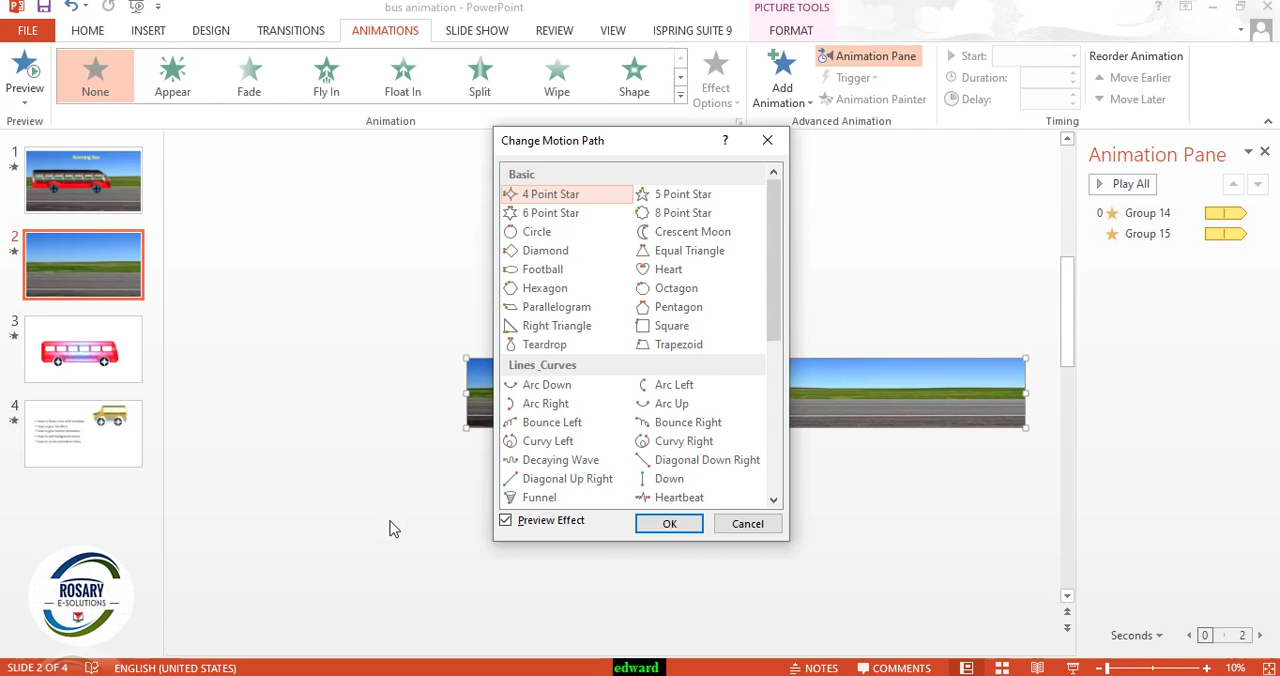 bus animation - PowerPoint
PICTURE TOOLS
FILE
HOME
INSERT
DESIGN
TRANSITIONS
ANIMATIONS
SLIDE SHOW
REVIEW
VIEW
ISPRING SUITE 9
FORMAT
Preview
None
Appear
Fade
Fly In
Float In
Split
Wipe
Shape
Effect
Options
Add
Animation
Animation Pane
Trigger
Animation Painter
Start:
Duration:
Delay:
Reorder Animation
Move Earlier
Move Later
Preview
Animation
Advanced Animation
Timing
Change Motion Path
?
Basic
4 Point Star
5 Point Star
6 Point Star
8 Point Star
Circle
Crescent Moon
Diamond
Equal Triangle
Football
Heart
Hexagon
Octagon
Parallelogram
Pentagon
Right Triangle
Square
Teardrop
Trapezoid
Lines_Curves
Arc Down
Arc Left
Arc Right
Arc Up
Bounce Left
Bounce Right
Curvy Left
Curvy Right
Decaying Wave
Diagonal Down Right
Diagonal Up Right
Down
Funnel
Heartbeat
Preview Effect
OK
Cancel
1
Running Bus
2
3
4
Animation Pane
Play All
0 Group 14
Group 15
Seconds
0
2
ROSARY
E-SOLUTIONS
SLIDE 2 OF 4
ENGLISH (UNITED STATES)
edward
NOTES
COMMENTS
10%